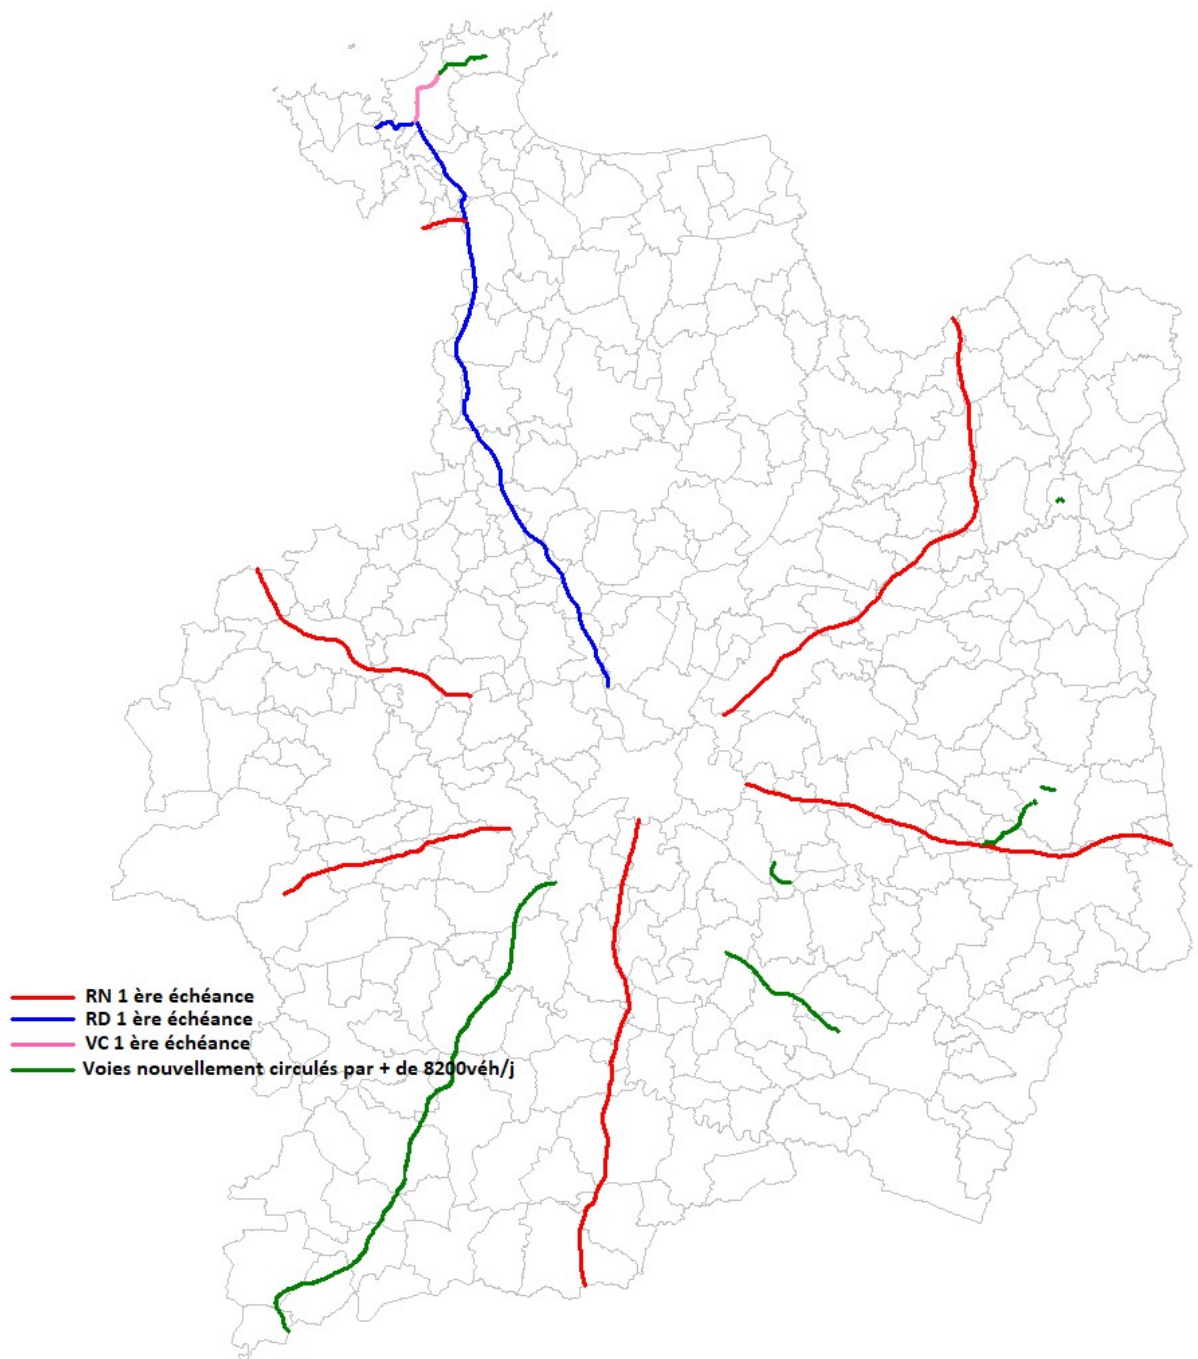 RN 1 ère échéance
RD 1 ère échéance
VC 1 ère échéance
Voies nouvellement circulés par + de 8200véh/j